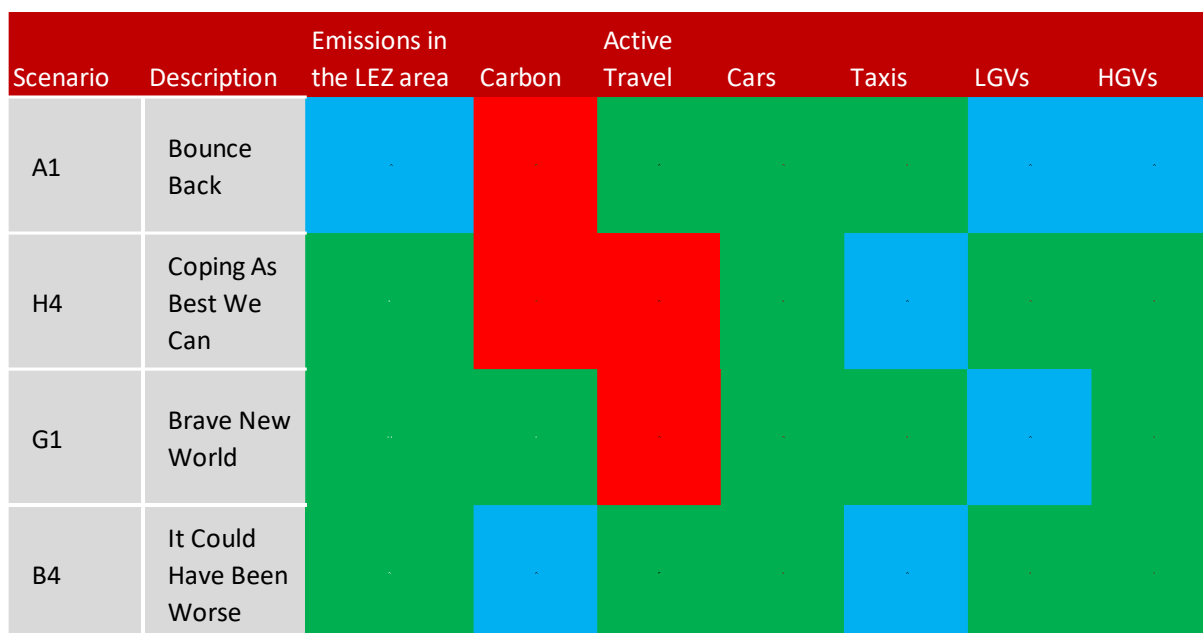 Scenario Description Emissions in the LEZ area Carbon Active Travel Cars Taxis LGVs HGVs
A1 Bounce Back
H4 Coping As Best We Can
G1 Brave New World
B4 It Could Have Been Worse